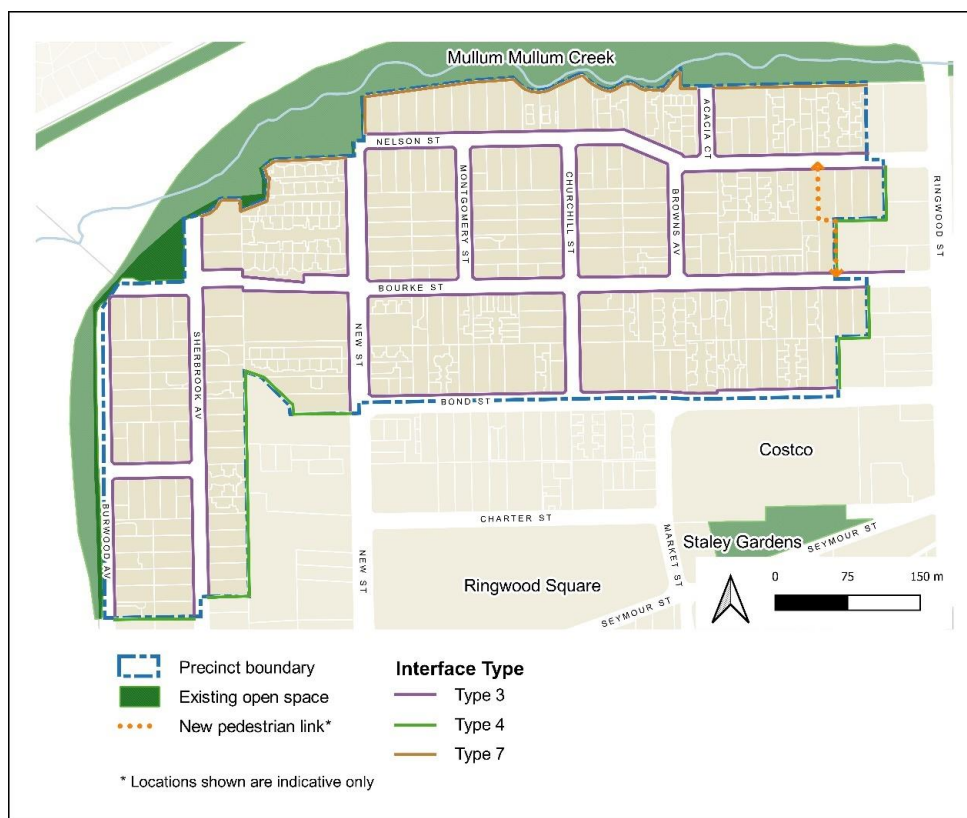 Mullum Mullum Creek
ACACIA CT
NELSON ST
MONTGOMERY ST
CHURCHILL ST
BROWNS AV
RINGWOOD ST
BOURKE ST
SHERBROOK AV
NEW ST
BOND ST
Costco
BURWOOD AV
CHARTER ST
MARKET ST
Staley Gardens
SEYMOUR ST
NEW ST
Ringwood Square
SEYMOUR ST
0 75 150 m
Precinct boundary
Existing open space
New pedestrian link*
Interface Type
Type 3
Type 4
Type 7
* Locations shown are indicative only